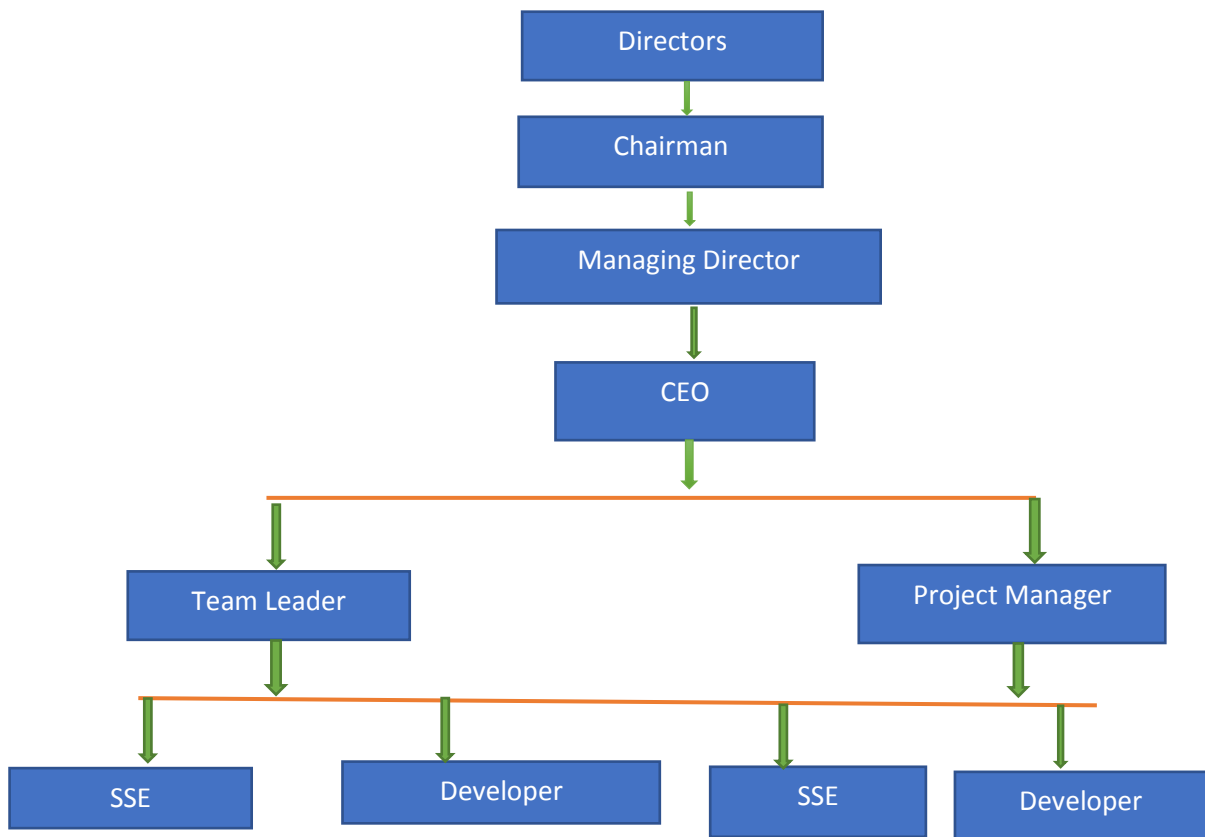 Directors
Chairman
Managing Director
CEO
Team Leader
Project Manager
SSE
Developer
SSE
Developer